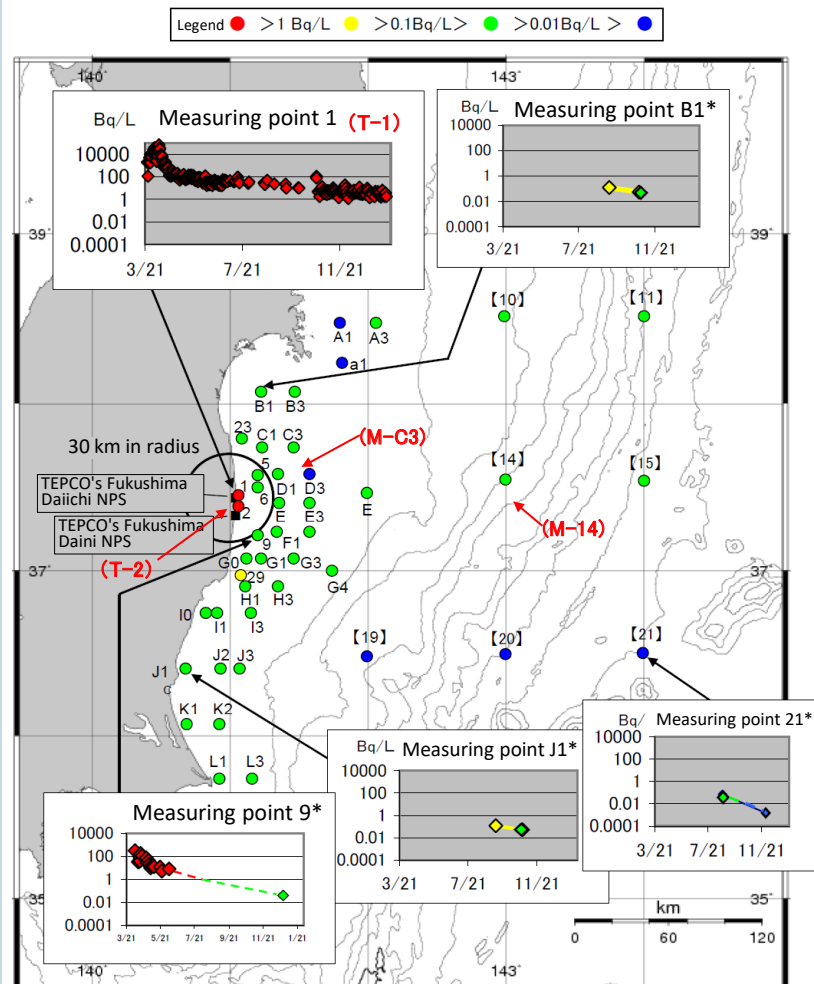 Legend ● >1 Bq/L ● >0.1Bq/L> ● >0.01Bq/L > ●
140° 143°
Measuring point 1 (T-1)
Bq/L
10000
100
1
0.01
0.0001
3/21 7/21 11/21
Measuring point B1*
Bq/L
10000
100
1
0.01
0.0001
3/21 7/21 11/21
39° 39°
【10】 【11】
A1 A3
a1
B1 B3
23
C1 C3
(M-C3)
30 km in radius
5
【14】 【15】
TEPCO's Fukushima
Daiichi NPS
1
6
D1 D3
E E3 E
TEPCO's Fukushima
Daini NPS
2
(M-14)
9 F1
(T-2)
G0 G1 G3
37° 37°
29
G4
H1 H3
I0 I1 I3
【19】 【20】 【21】
J1 J2 J3
c
K1 K2
L1 L3
Measuring point J1*
Bq/L
10000
100
1
0.01
0.0001
3/21 7/21 11/21
Measuring point 21*
Bq/
10000
100
1
0.01
0.0001
3/21 7/21 11/21
Measuring point 9*
10000
100
1
0.01
0.0001
3/21 5/21 7/21 9/21 11/21 1/21
35° 35°
km
0 60 120
140° 143°